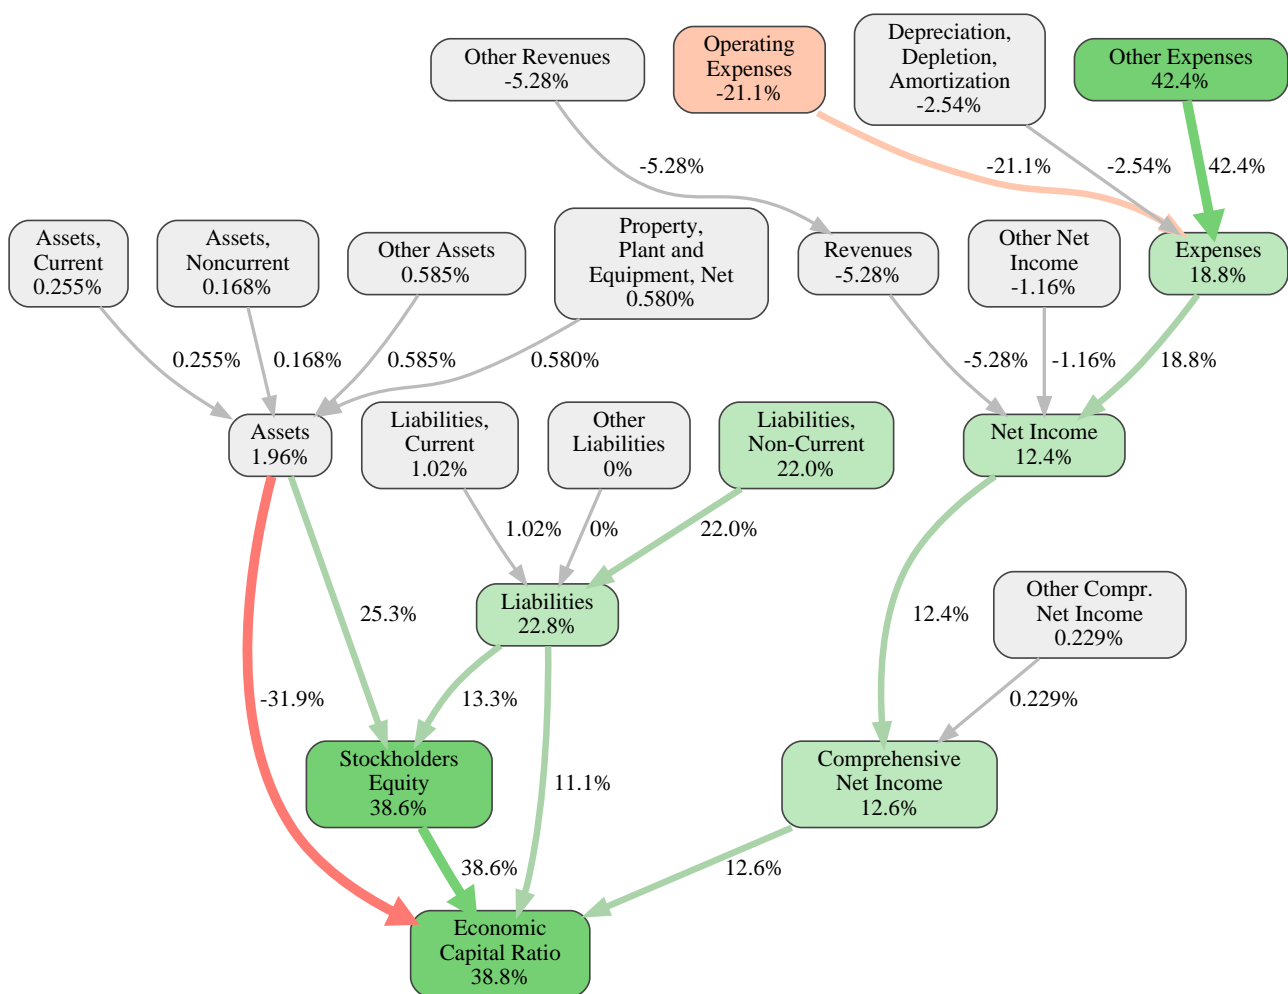 Other Revenues
-5.28%
Operating
Expenses
-21.1%
Depreciation,
Depletion,
Amortization
-2.54%
Other Expenses
42.4%
-5.28%
-21.1%
-2.54%
42.4%
Assets,
Current
0.255%
Assets,
Noncurrent
0.168%
Other Assets
0.585%
Property,
Plant and
Equipment, Net
0.580%
Revenues
-5.28%
Other Net
Income
-1.16%
Expenses
18.8%
0.255%
0.168%
0.585%
0.580%
-5.28%
-1.16%
18.8%
Assets
1.96%
Liabilities,
Current
1.02%
Other
Liabilities
0%
Liabilities,
Non-Current
22.0%
Net Income
12.4%
1.02%
0%
22.0%
Liabilities
22.8%
25.3%
12.4%
Other Compr.
Net Income
0.229%
-31.9%
13.3%
0.229%
Stockholders
Equity
38.6%
11.1%
Comprehensive
Net Income
12.6%
38.6%
12.6%
Economic
Capital Ratio
38.8%